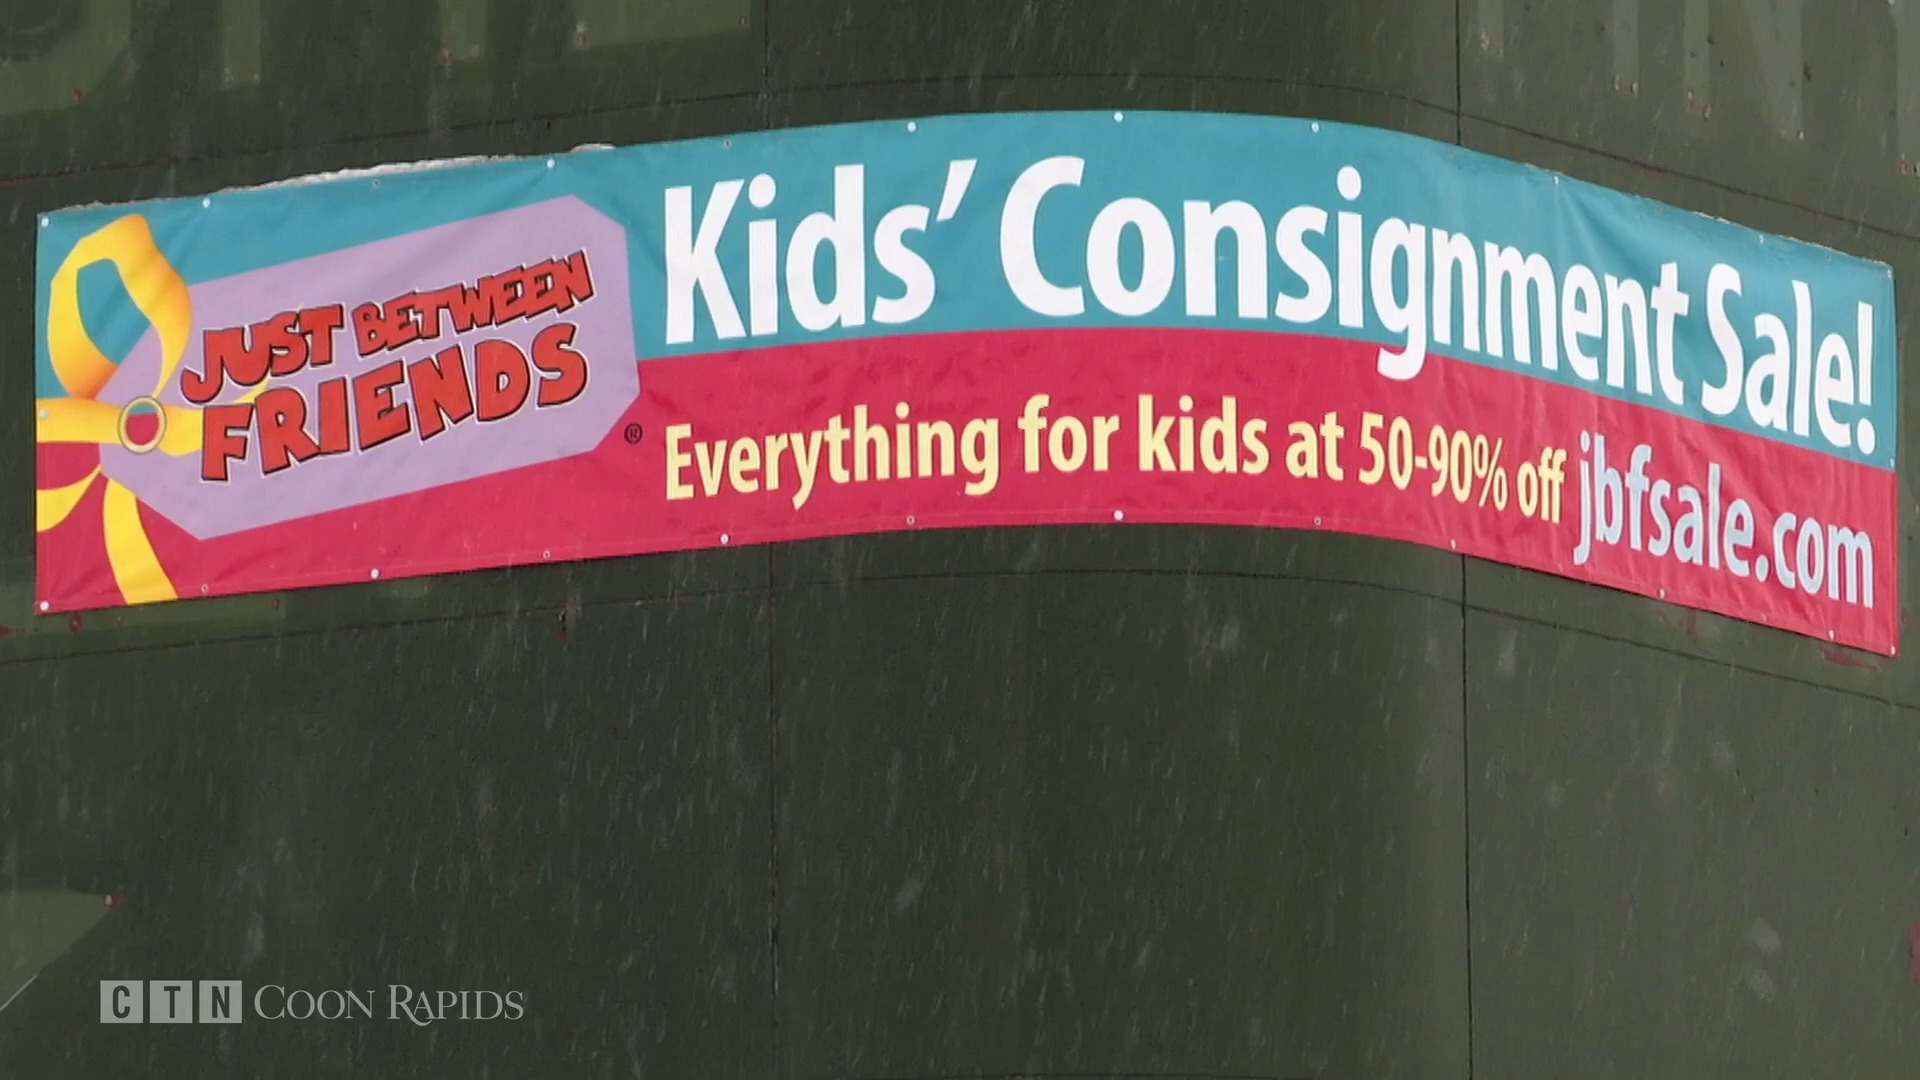 JUST BETWEEN
FRIENDS
®
Kids' Consignment Sale!
Everything for kids at 50-90% off jbfsale.com
CTN COON RAPIDS